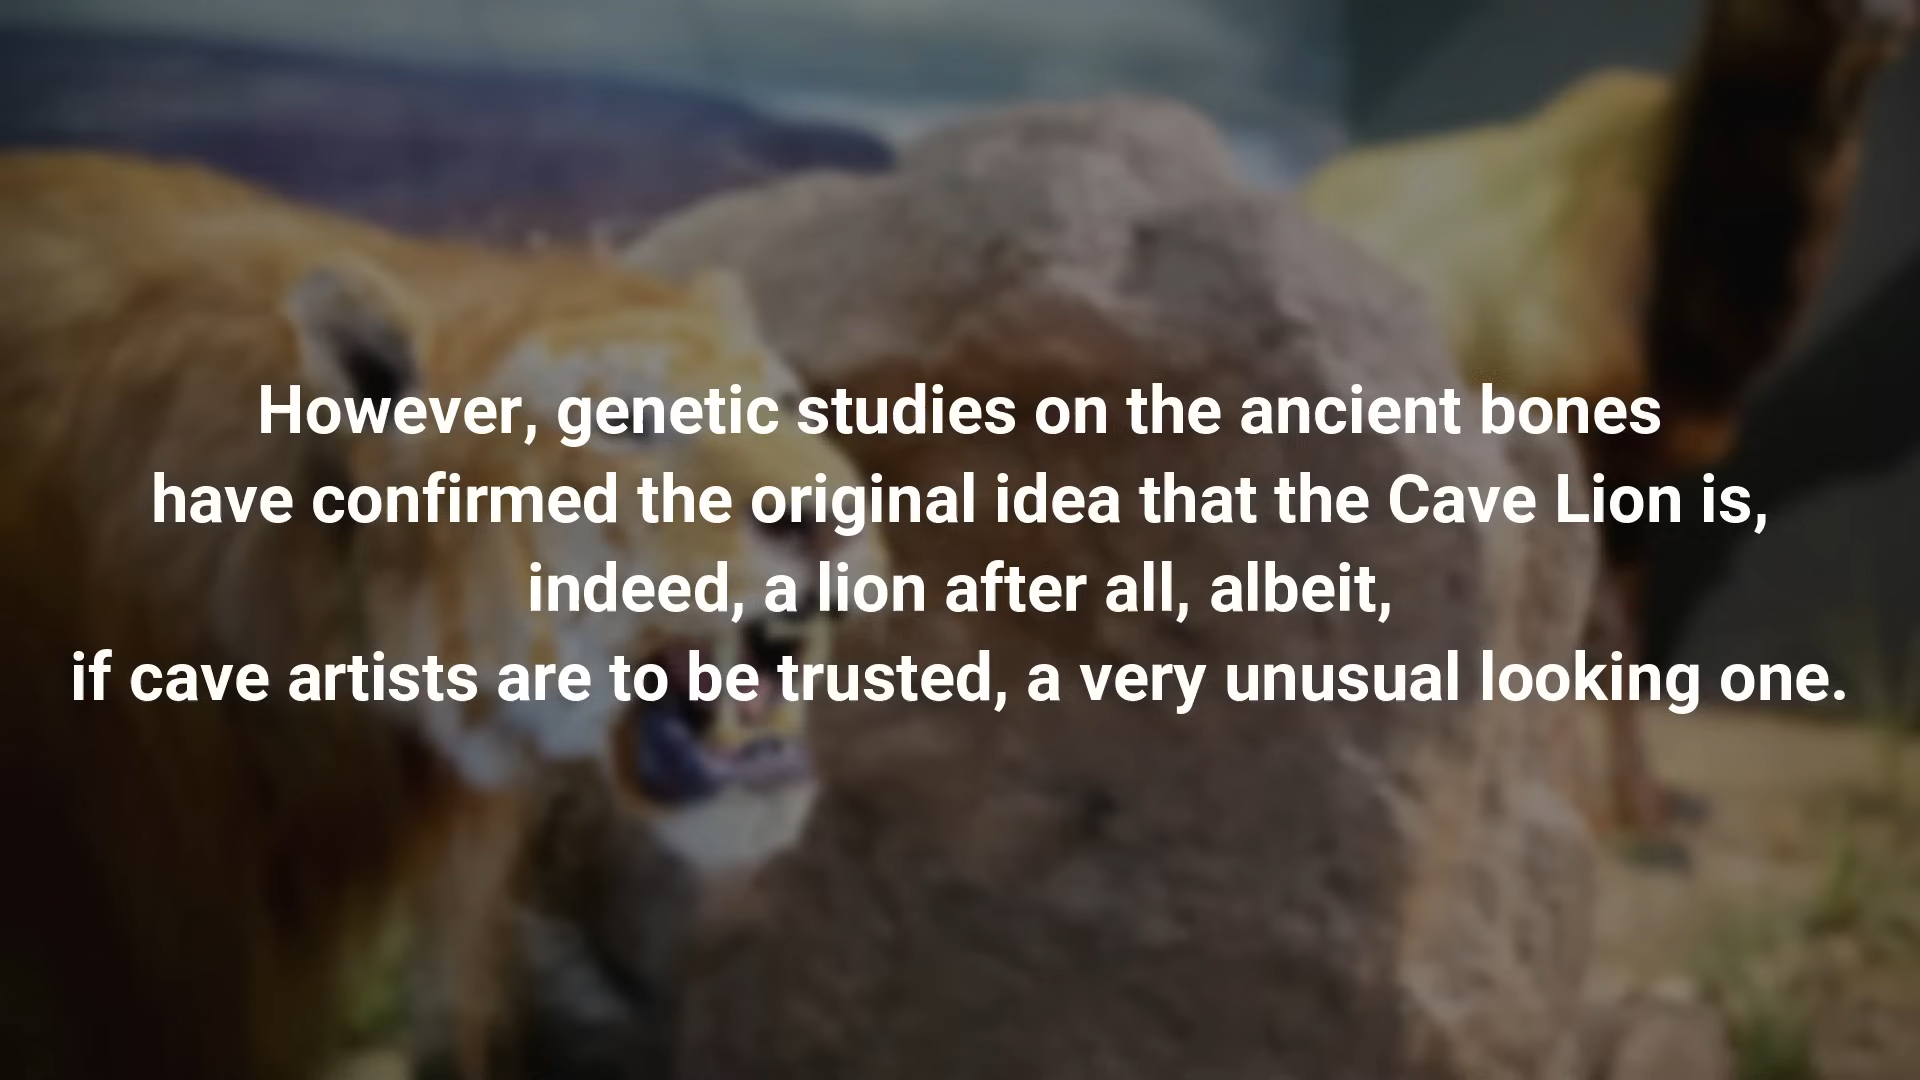 However, genetic studies on the ancient bones
have confirmed the original idea that the Cave Lion is,
indeed, a lion after all, albeit,
if cave artists are to be trusted, a very unusual looking one.